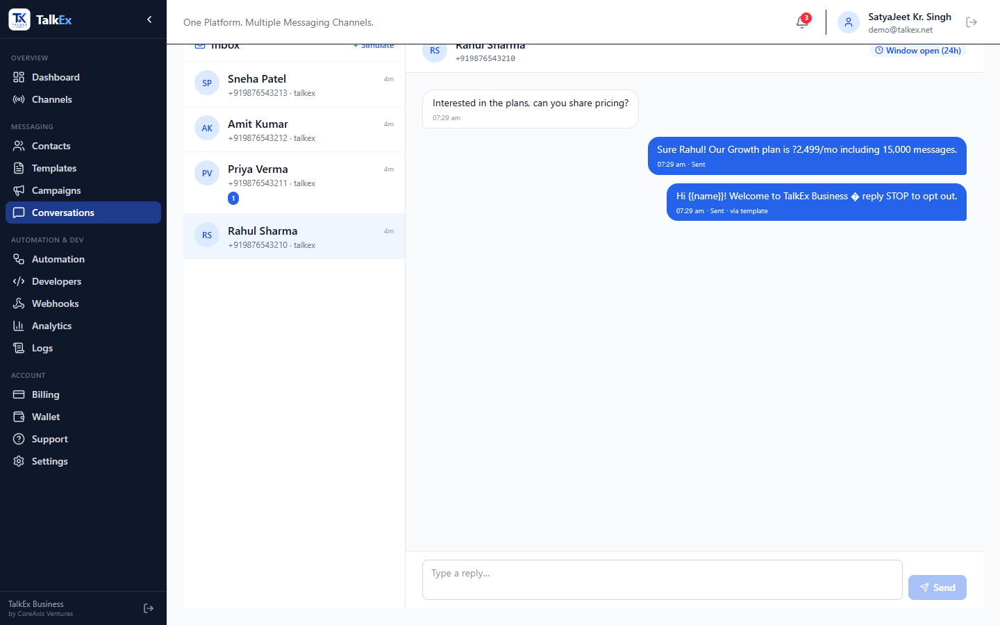 TalkEx
OVERVIEW
Dashboard
Channels
MESSAGING
Contacts
Templates
Campaigns
Conversations
AUTOMATION & DEV
Automation
Developers
Webhooks
Analytics
Logs
ACCOUNT
Billing
Wallet
Support
Settings
TalkEx Business
by CoreAxis Ventures
One Platform. Multiple Messaging Channels.
3
SatyaJeet Kr. Singh
demo@talkex.net
Inbox
+ Simulate
SP
Sneha Patel
4m
+919876543213 · talkex
AK
Amit Kumar
4m
+919876543212 · talkex
PV
Priya Verma
4m
+919876543211 · talkex
1
RS
Rahul Sharma
4m
+919876543210 · talkex
RS
Rahul Sharma
+919876543210
Window open (24h)
Interested in the plans, can you share pricing?
07:29 am
Sure Rahul! Our Growth plan is ?2,499/mo including 15,000 messages.
07:29 am · Sent
Hi {{name}}! Welcome to TalkEx Business � reply STOP to opt out.
07:29 am · Sent · via template
Type a reply...
Send